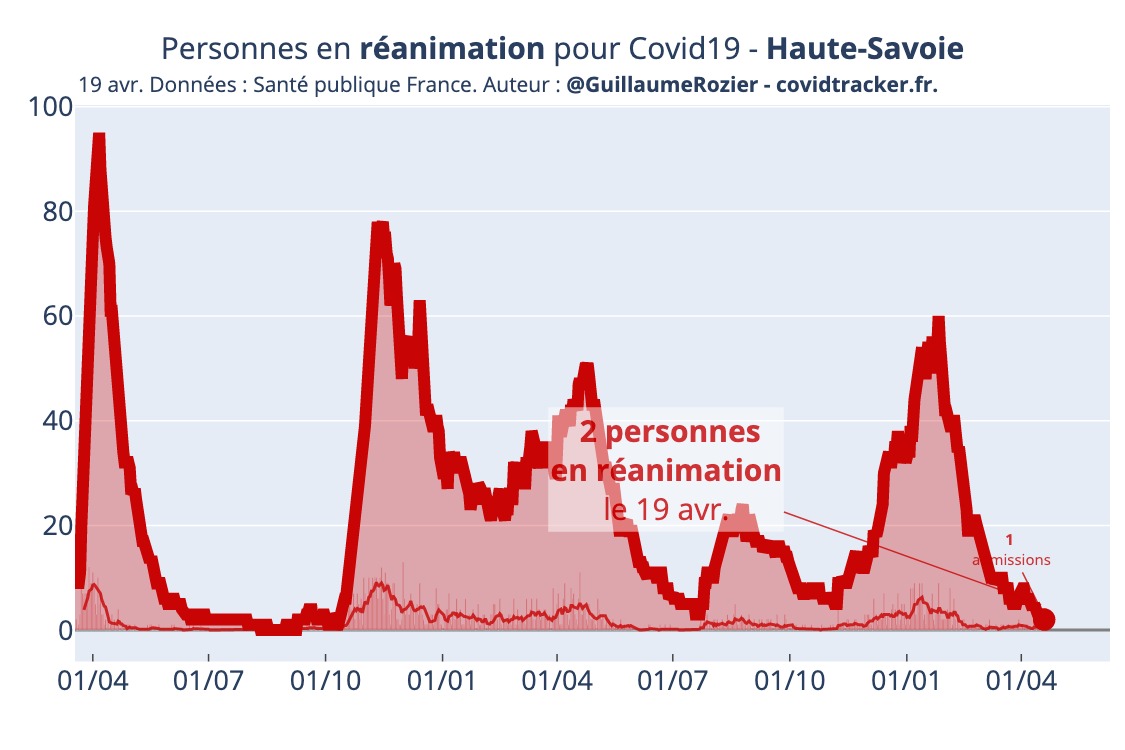 Personnes en réanimation pour Covid19 - Haute-Savoie
19 avr. Données : Santé publique France. Auteur : @GuillaumeRozier - covidtracker.fr.
100
80
60
40
20
0
2 personnes
en réanimation
le 19 avr.
1
admissions
01/04 01/07 01/10 01/01 01/04 01/07 01/10 01/01 01/04